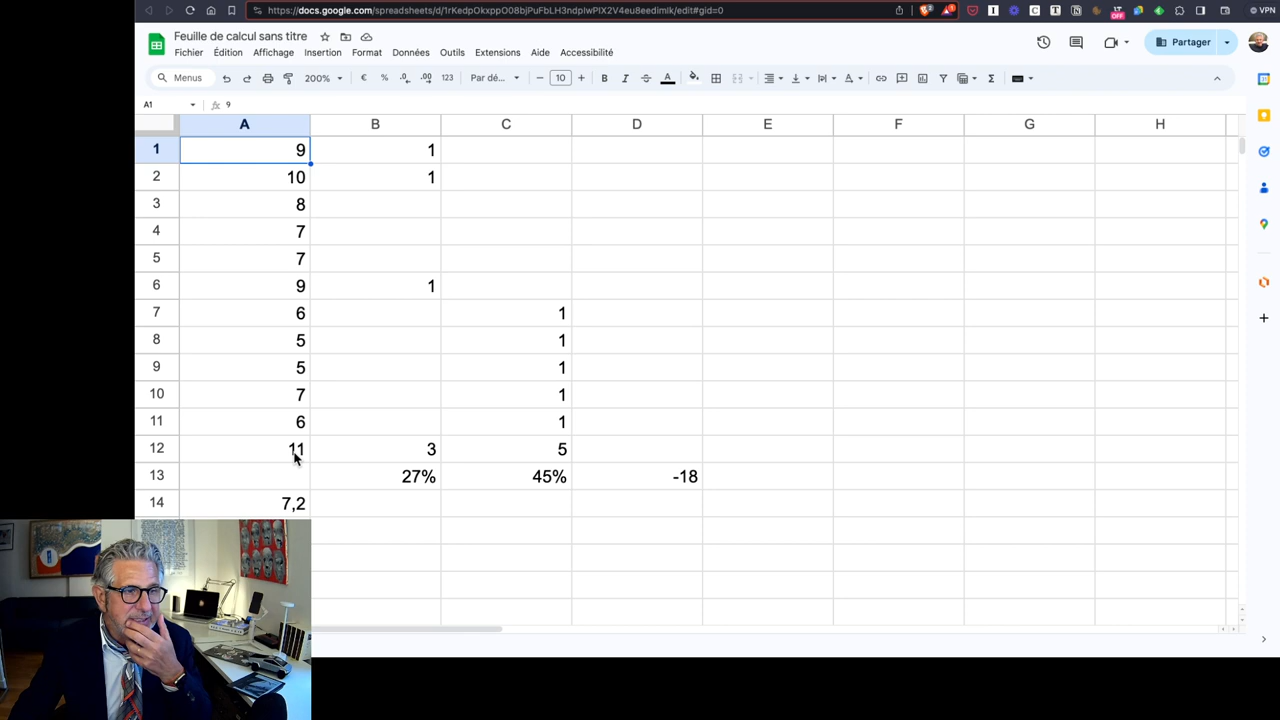 https://docs.google.com/spreadsheets/d/1rKedpOkxppO08bjPuFbLH3ndpIwPIX2V4eu8eedimIk/edit#gid=0
VPN
Feuille de calcul sans titre
Fichier Édition Affichage Insertion Format Données Outils Extensions Aide Accessibilité
Partager
Menus 200% € % .0 .00 123 Par dé... − 10 + B I A Σ
A1 fx 9
A B C D E F G H
1 9 1
2 10 1
3 8
4 7
5 7
6 9 1
7 6 1
8 5 1
9 5 1
10 7 1
11 6 1
12 11 3 5
13 27% 45% -18
14 7,2